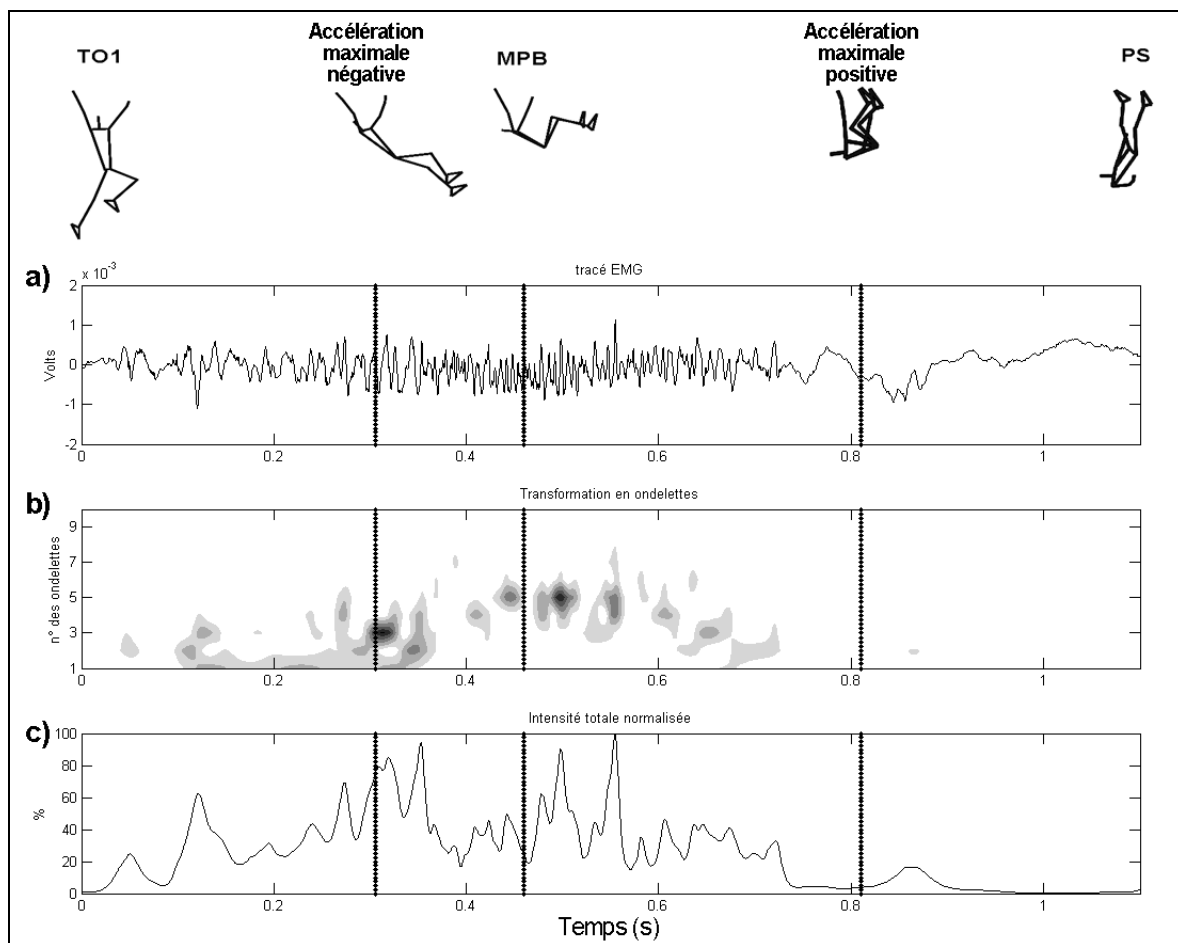 TO1
Accélération
maximale
négative
MPB
Accélération
maximale
positive
PS
a)
x 10^-3
tracé EMG
2
1
0
-1
-2
Volts
0 0.2 0.4 0.6 0.8 1
b)
Transformation en ondelettes
9
7
5
3
1
n° des ondelettes
0 0.2 0.4 0.6 0.8 1
c)
Intensité totale normalisée
100
80
60
40
20
0
%
0 0.2 0.4 0.6 0.8 1
Temps (s)